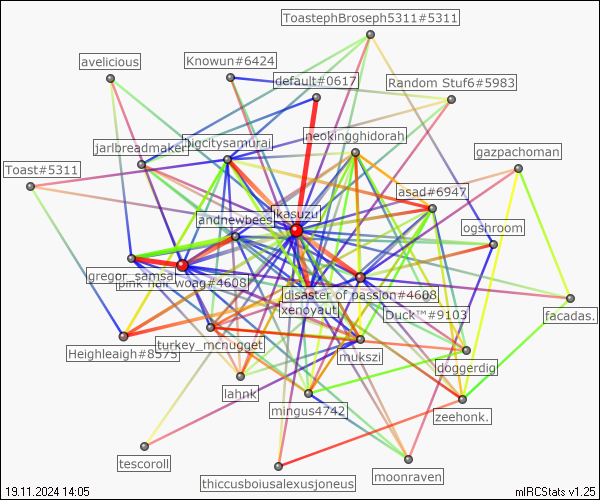 ToastephBroseph5311#5311
avelicious
Knowun#6424
default#0617
Random Stuf6#5983
neokingghidorah
bigcitysamurai
jarlbreadmaker
gazpachoman
Toast#5311
asad#6947
kasuzu
andnewbees
ogshroom
gregor_samsa
pink hair woag#4608
disaster of passion#4608
xenoyaut
Duck™#9103
facadas.
turkey_mcnugget
Heighleaigh#8575
mukszi
doggerdig
lahnk
mingus4742
zeehonk.
tescoroll
thiccusboiusalexusjoneus
moonraven
19.11.2024 14:05
mIRCStats v1.25